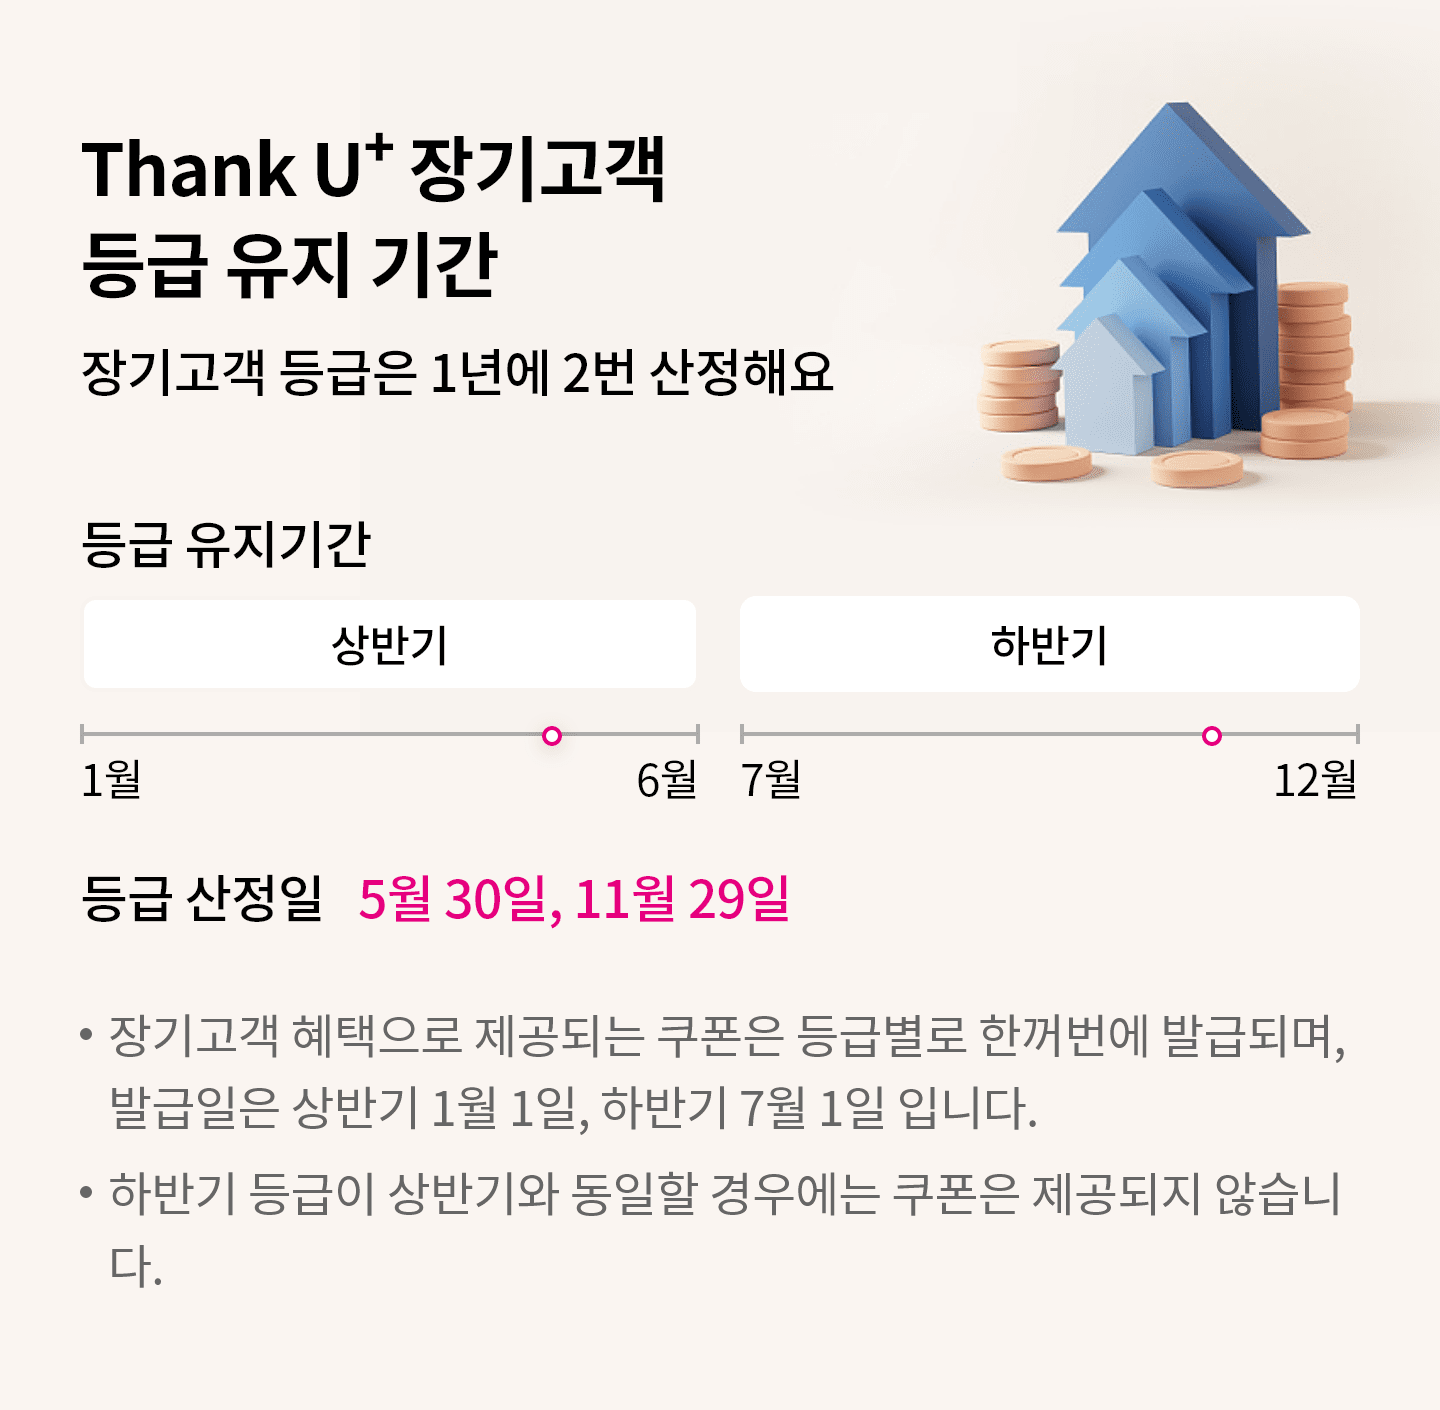 Thank U⁺ 장기고객
등급 유지 기간
장기고객 등급은 1년에 2번 산정해요
등급 유지기간
상반기
하반기
1월
6월
7월
12월
등급 산정일 5월 30일, 11월 29일
• 장기고객 혜택으로 제공되는 쿠폰은 등급별로 한꺼번에 발급되며,
발급일은 상반기 1월 1일, 하반기 7월 1일 입니다.
• 하반기 등급이 상반기와 동일할 경우에는 쿠폰은 제공되지 않습니
다.